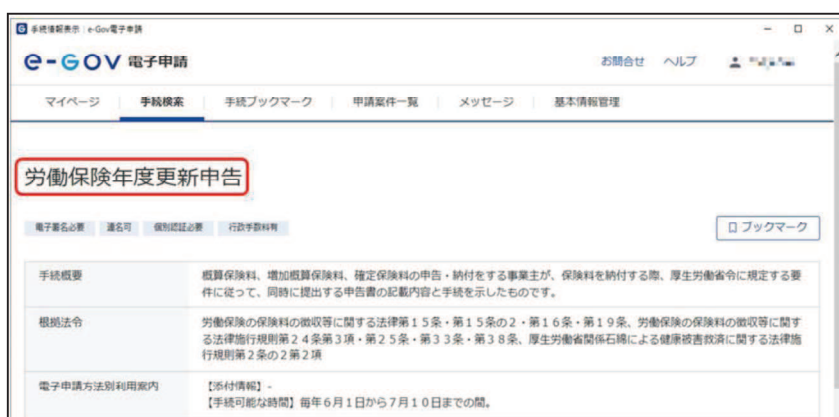 手続情報表示｜e-Gov電子申請
e-GOV 電子申請
お問合せ ヘルプ
マイページ 手続検索 手続ブックマーク 申請案件一覧 メッセージ 基本情報管理
労働保険年度更新申告
電子署名必要 連名可 個別認証必要 行政手数料有 ブックマーク
手続概要 概算保険料、増加概算保険料、確定保険料の申告・納付をする事業主が、保険料を納付する際、厚生労働省令に規定する要
件に従って、同時に提出する申告書の記載内容と手続を示したものです。
根拠法令 労働保険の保険料の徴収等に関する法律第１５条・第１５条の２・第１６条・第１９条、労働保険の保険料の徴収等に関す
る法律施行規則第２４条第３項・第２５条・第３３条・第３８条、厚生労働省関係石綿による健康被害救済に関する法律施
行規則第２条の２第２項
電子申請方法別利用案内 【添付情報】-
【手続可能な時間】毎年６月１日から７月１０日までの間。